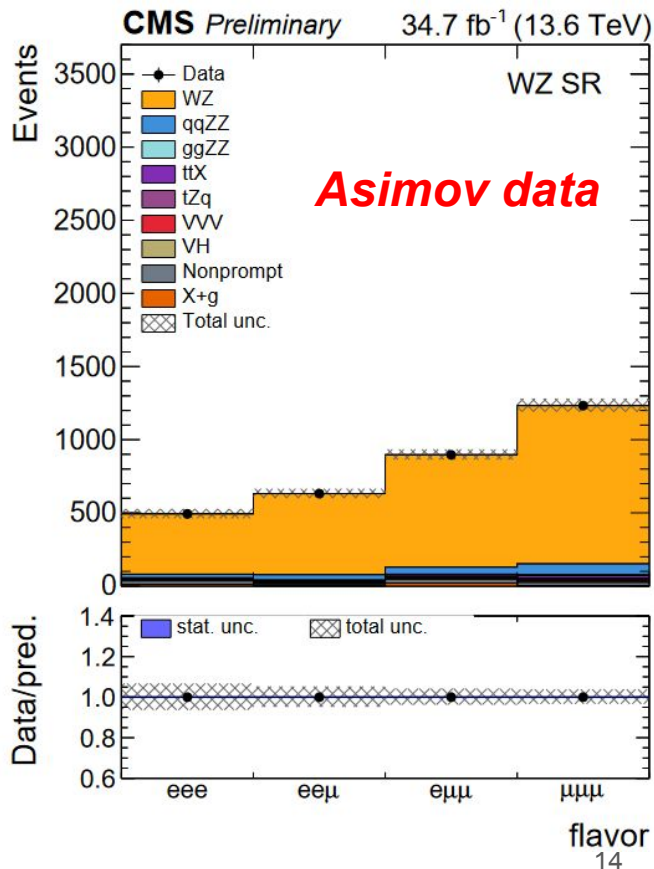 CMS Preliminary 34.7 fb⁻¹ (13.6 TeV)
Events
3500
3000
2500
2000
1500
1000
500
0
Data
WZ
qqZZ
ggZZ
ttX
tZq
VVV
VH
Nonprompt
X+g
Total unc.
WZ SR
Asimov data
Data/pred.
1.4
1.2
1.0
0.8
0.6
stat. unc. total unc.
eee eeμ eμμ μμμ
flavor
14